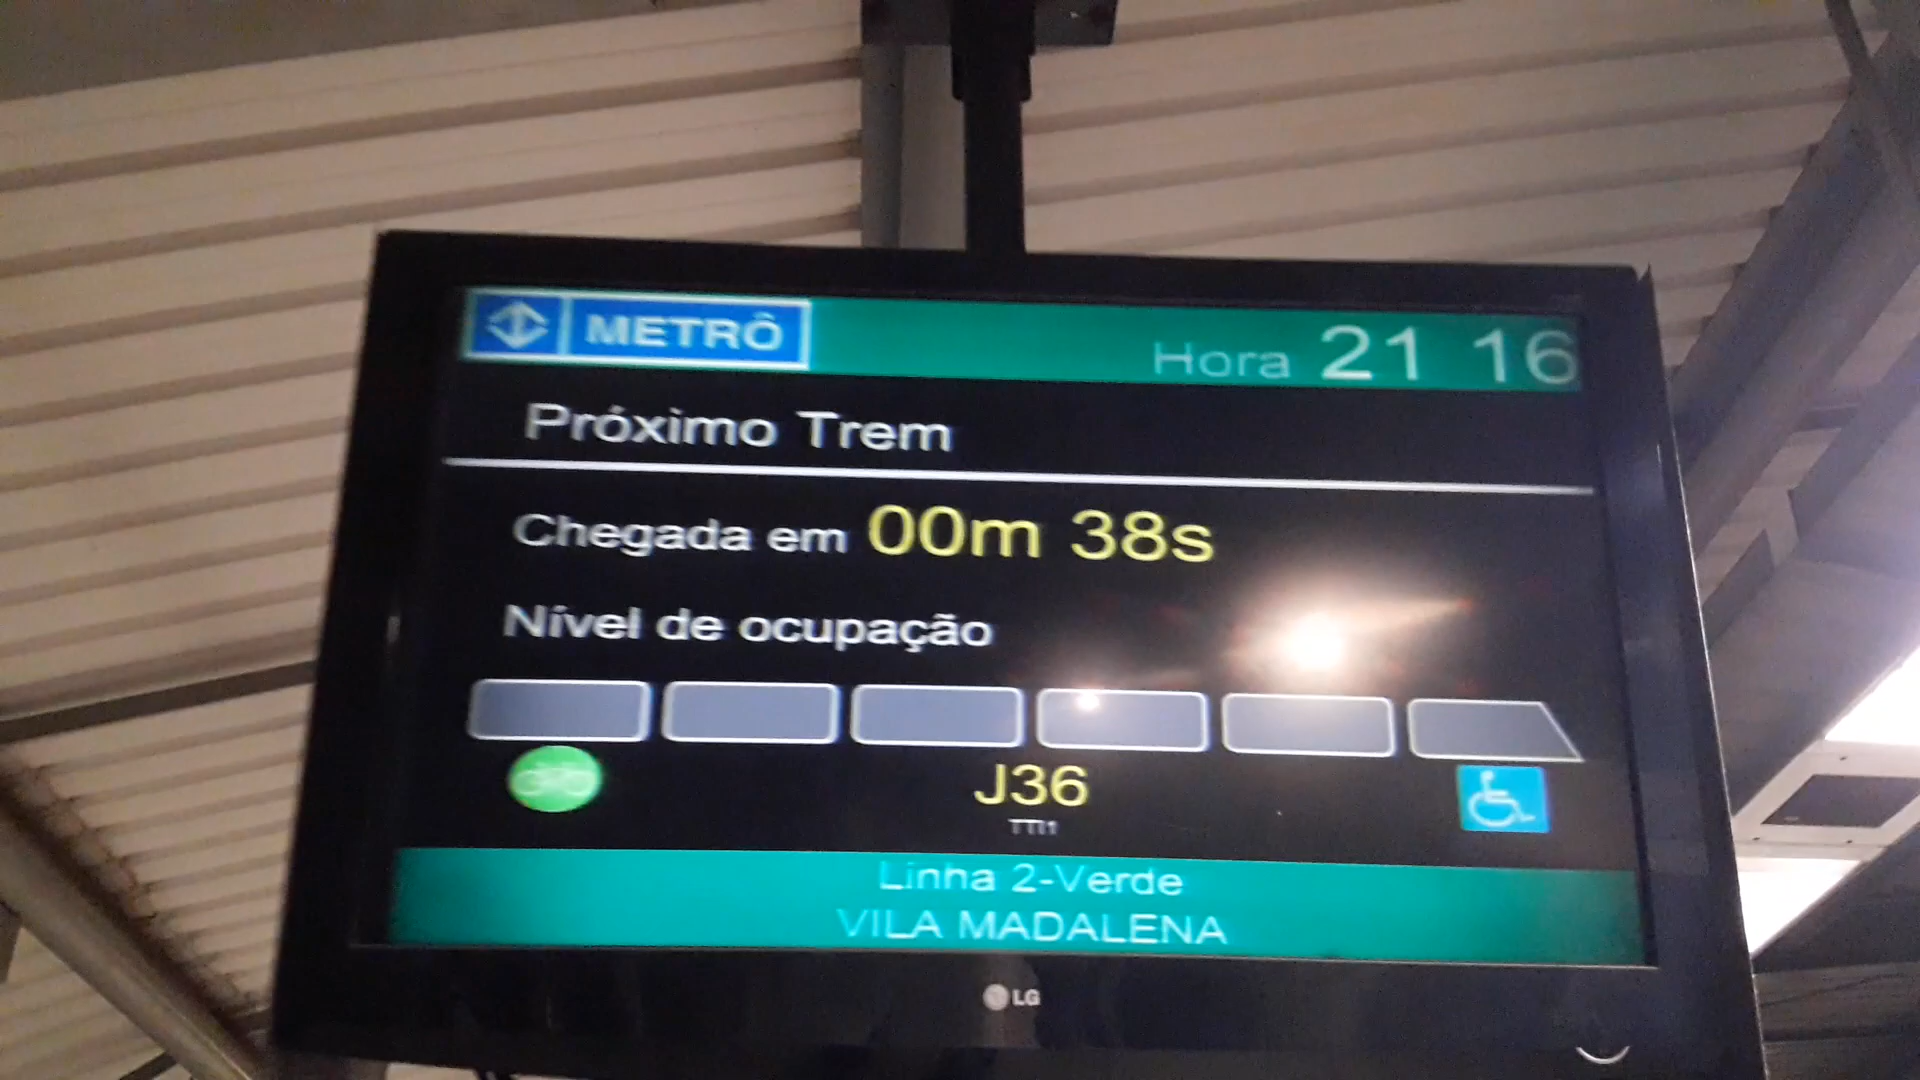 METRÔ
Hora 21 16
Próximo Trem
Chegada em 00m 38s
Nível de ocupação
J36
TTI1
Linha 2-Verde
VILA MADALENA
LG